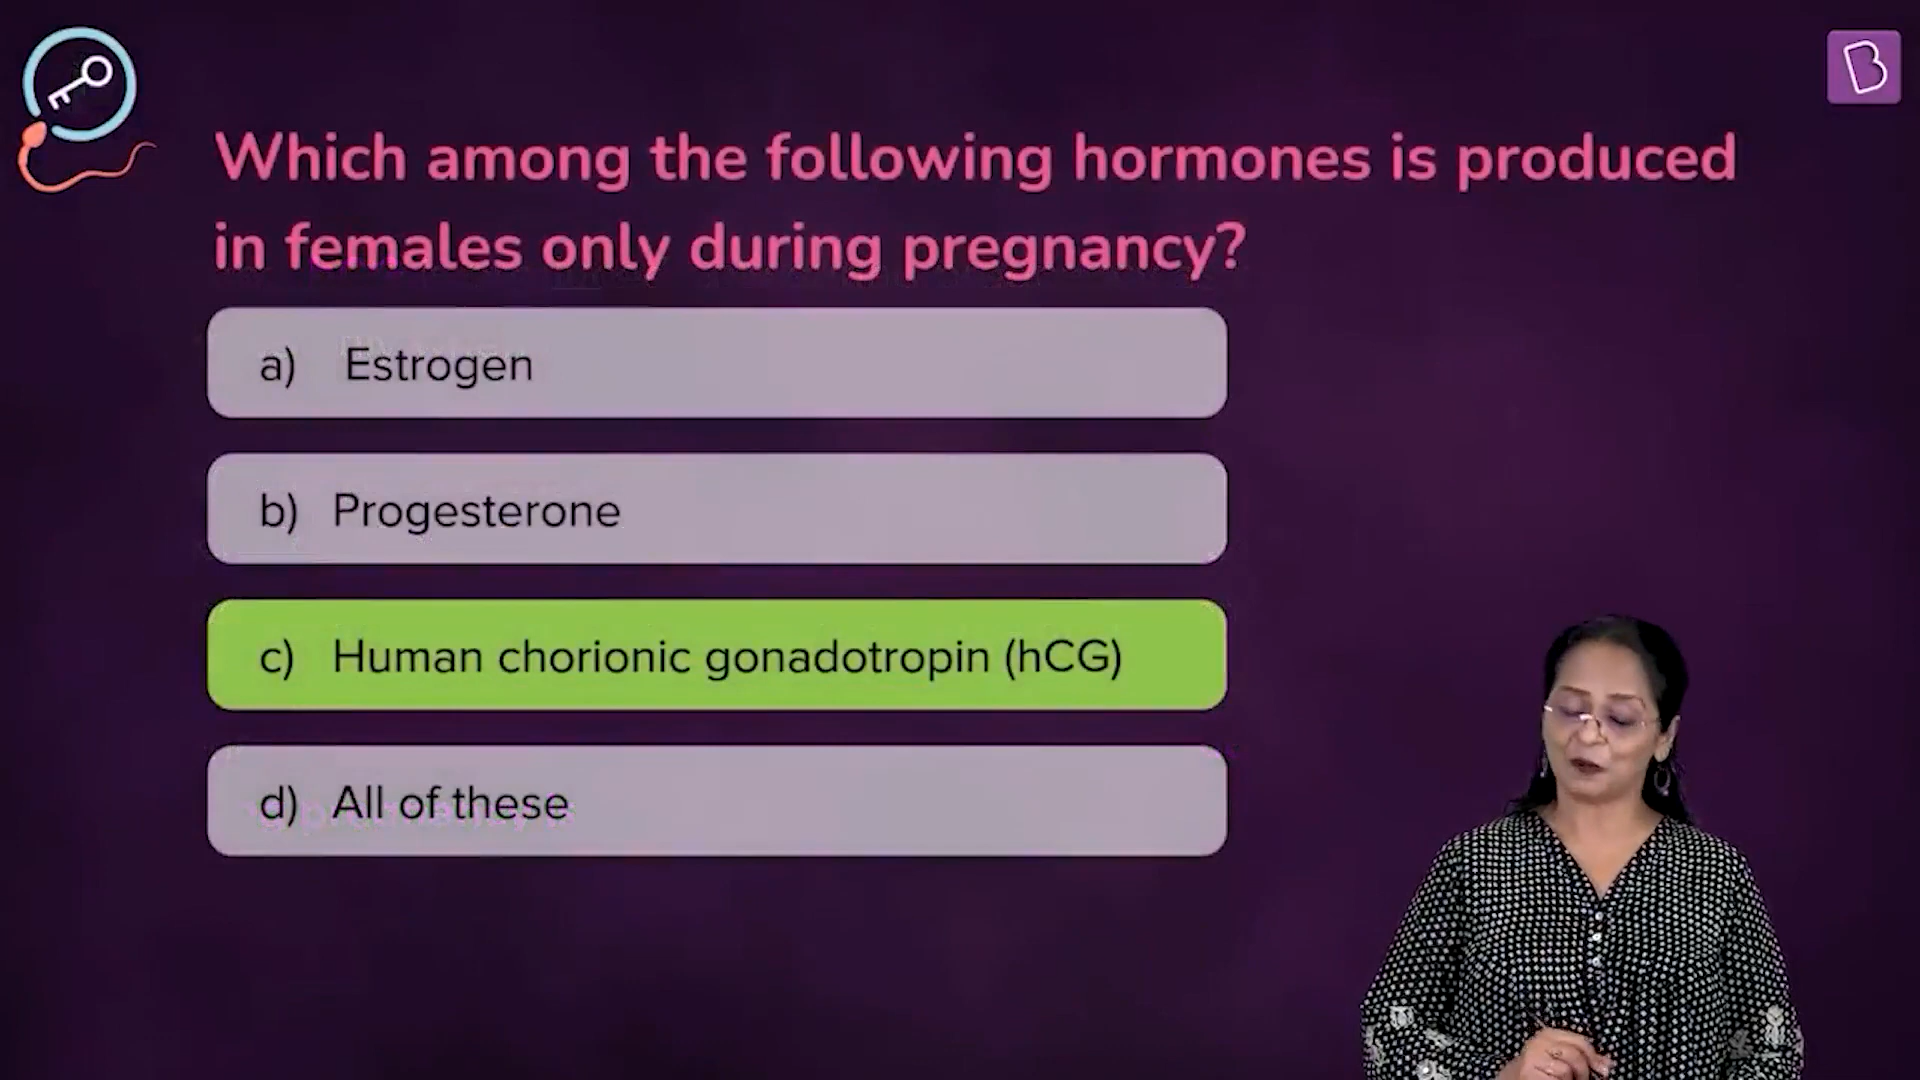 Which among the following hormones is produced
in females only during pregnancy?
a) Estrogen
b) Progesterone
c) Human chorionic gonadotropin (hCG)
d) All of these